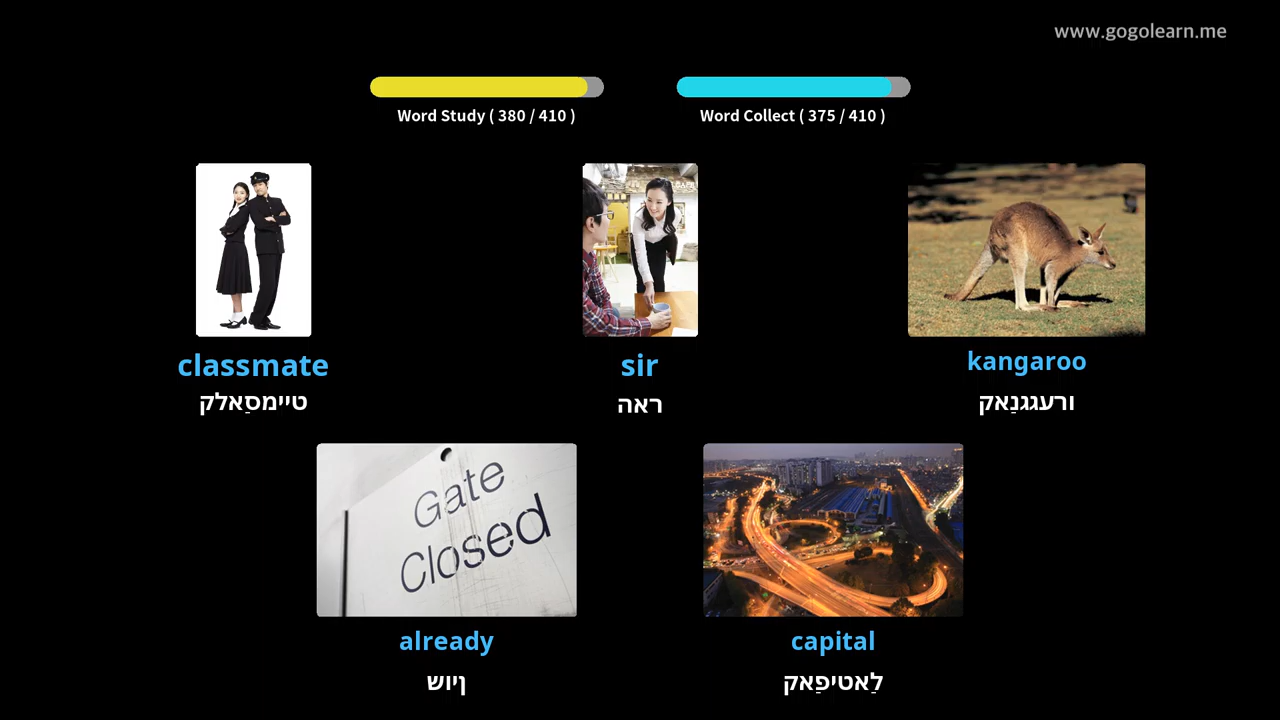 www.gogolearn.me
Word Study ( 380 / 410 )
Word Collect ( 375 / 410 )
classmate
טיימסַאלק
sir
ראה
kangaroo
ורעגגנַאק
Gate
Closed
already
ןיוש
capital
לַאטיפַאק